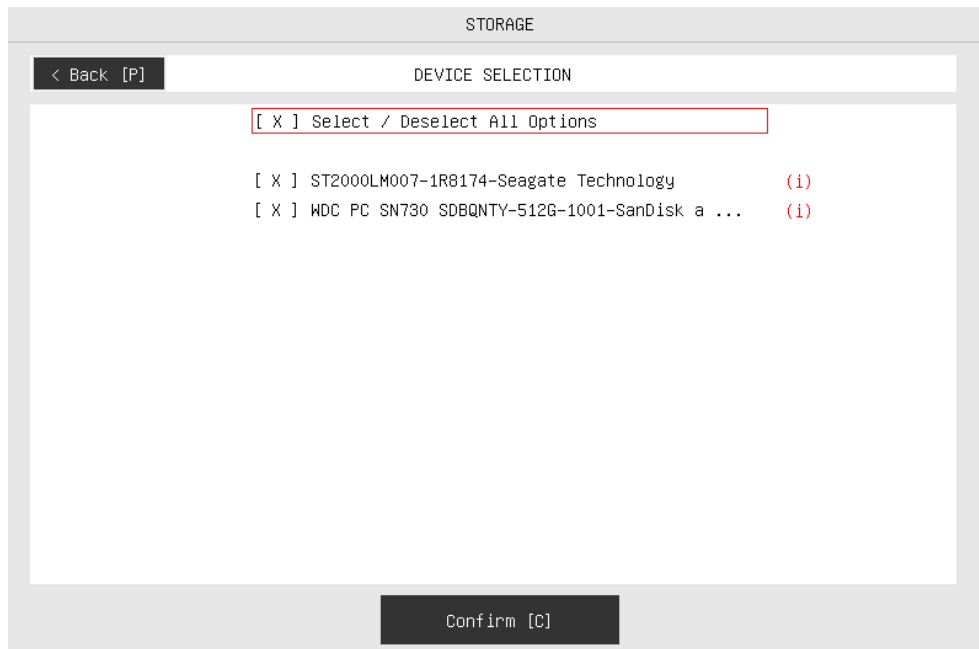 STORAGE
< Back [P]
DEVICE SELECTION
[ X ] Select / Deselect All Options
[ X ] ST2000LM007-1R8174-Seagate Technology (i)
[ X ] WDC PC SN730 SDBQNTY-512G-1001-SanDisk a ... (i)
Confirm [C]